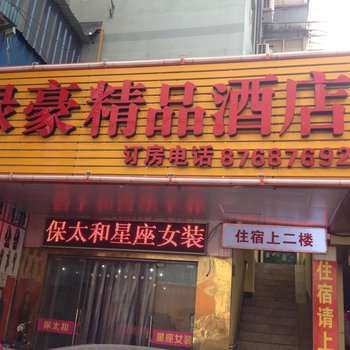 豪精品酒店
订房电话 87687692
保太和星座女装
住宿上二楼
住宿请上
保太和
星座女装